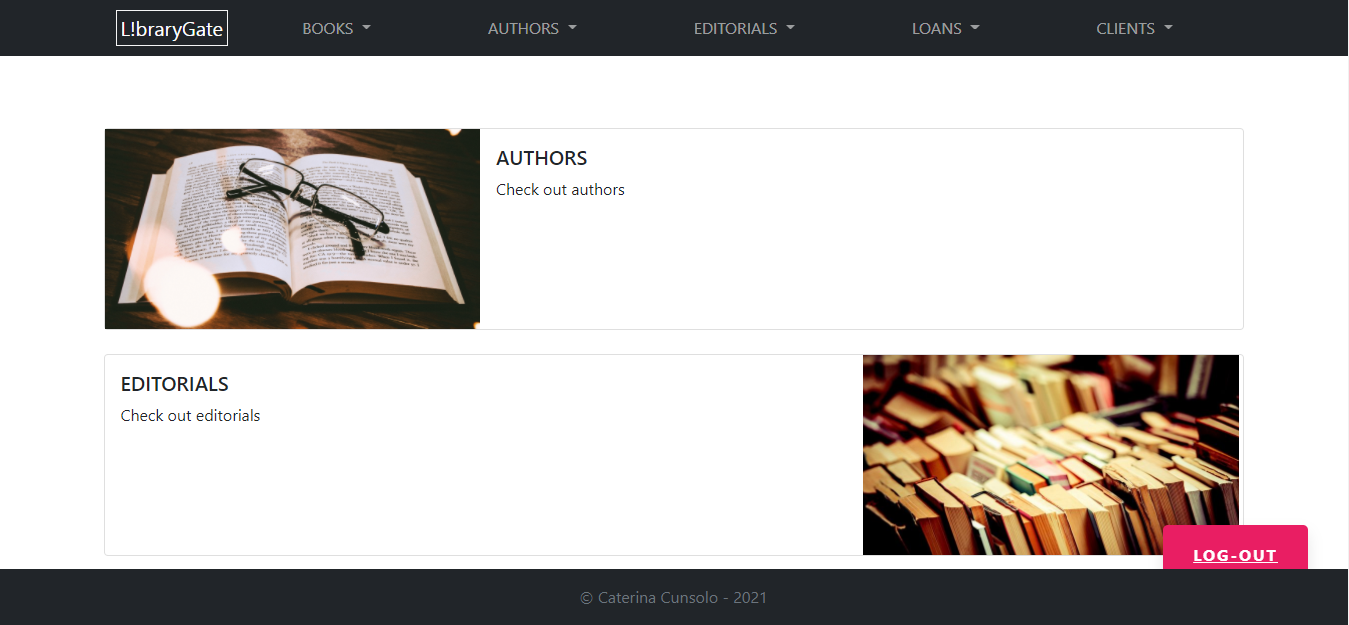 L!braryGate BOOKS AUTHORS EDITORIALS LOANS CLIENTS
AUTHORS
Check out authors
EDITORIALS
Check out editorials
LOG-OUT
© Caterina Cunsolo - 2021